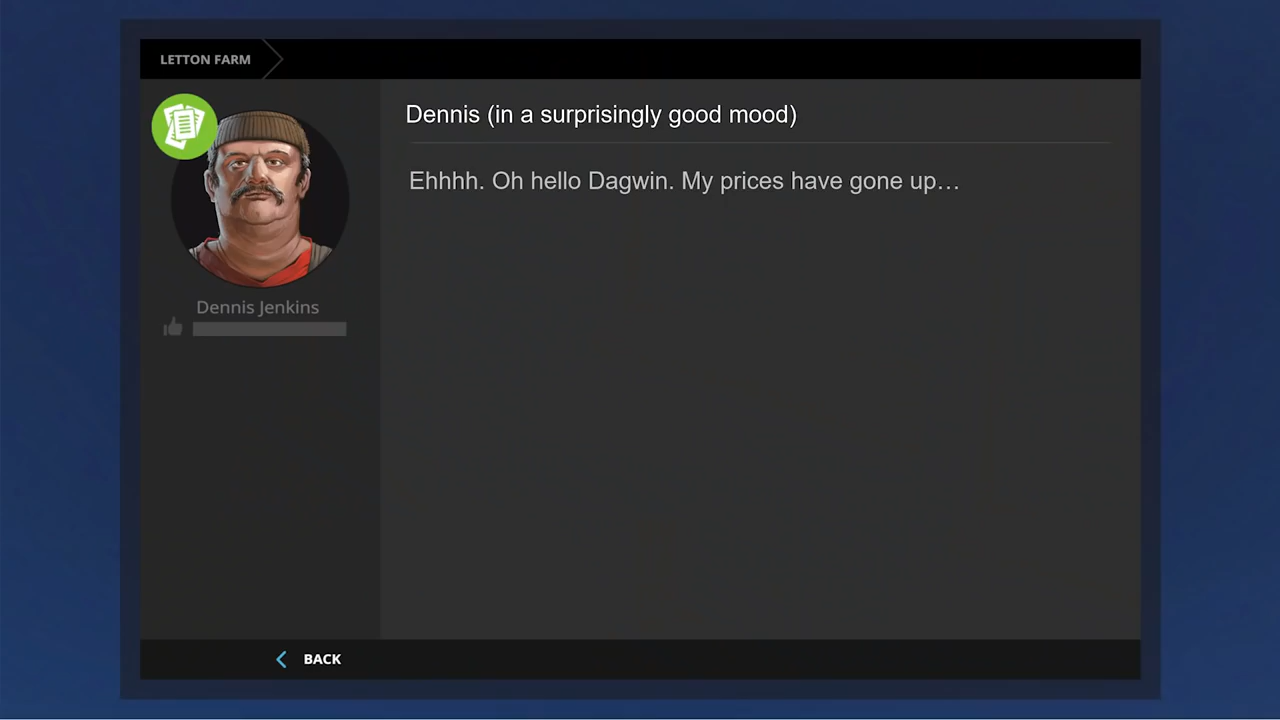 LETTON FARM
Dennis (in a surprisingly good mood)
Ehhhh. Oh hello Dagwin. My prices have gone up…
Dennis Jenkins
BACK